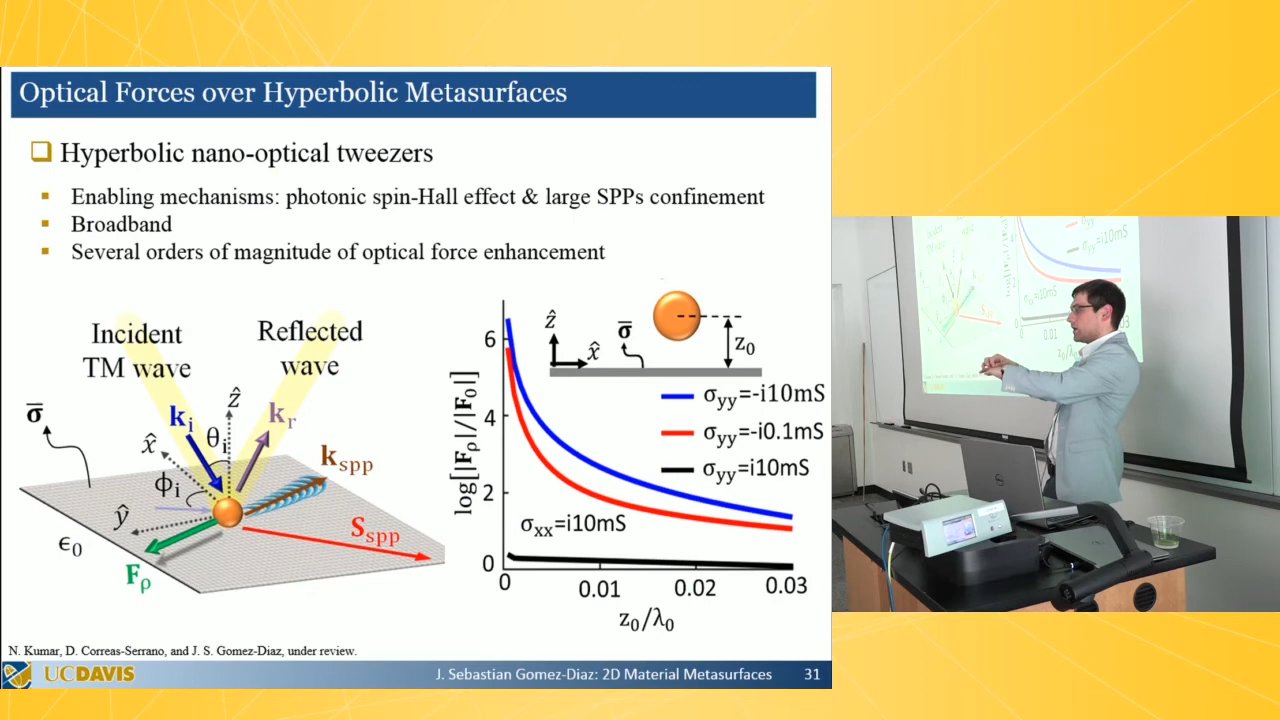 Optical Forces over Hyperbolic Metasurfaces
Hyperbolic nano-optical tweezers
Enabling mechanisms: photonic spin-Hall effect & large SPPs confinement
Broadband
Several orders of magnitude of optical force enhancement
Incident
TM wave
Reflected
wave
σ̿
k_i
θ_i
ẑ
k_r
x̂
ϕ_i
k_spp
ŷ
S_spp
ϵ_0
F_ρ
log[|F_ρ|/|F_0|]
6
4
2
0
ẑ
x̂
σ̿
z_0
σ_yy=-i10mS
σ_yy=-i0.1mS
σ_yy=i10mS
σ_xx=i10mS
0 0.01 0.02 0.03
z_0/λ_0
N. Kumar, D. Correas-Serrano, and J. S. Gomez-Diaz, under review.
UCDAVIS
J. Sebastian Gomez-Diaz: 2D Material Metasurfaces 31